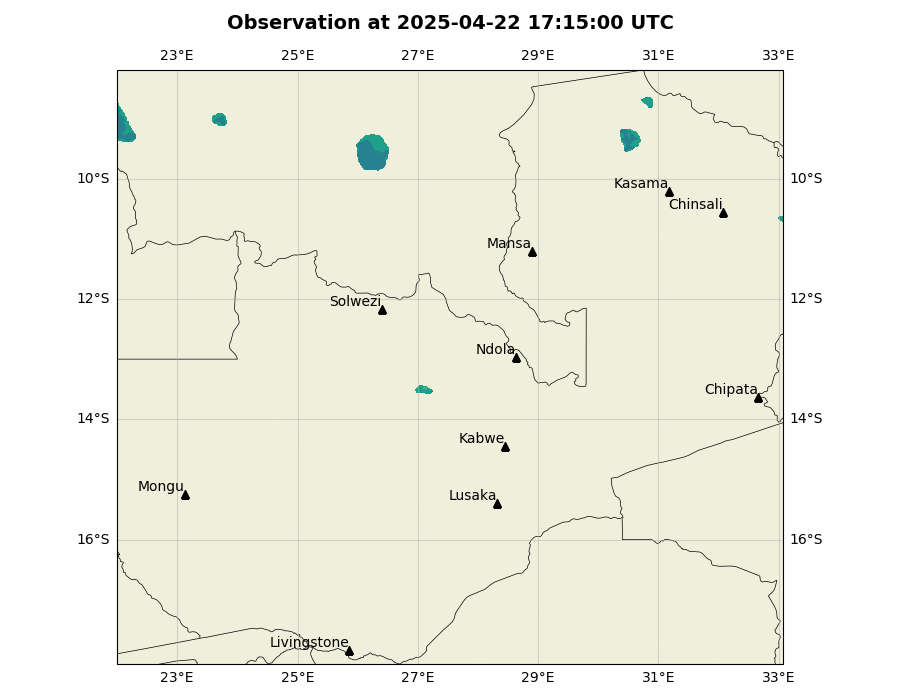 Observation at 2025-04-22 17:15:00 UTC
23°E 25°E 27°E 29°E 31°E 33°E
10°S 10°S
Kasama
Chinsali
Mansa
12°S 12°S
Solwezi
Ndola
Chipata
14°S 14°S
Kabwe
Mongu
Lusaka
16°S 16°S
Livingstone
23°E 25°E 27°E 29°E 31°E 33°E